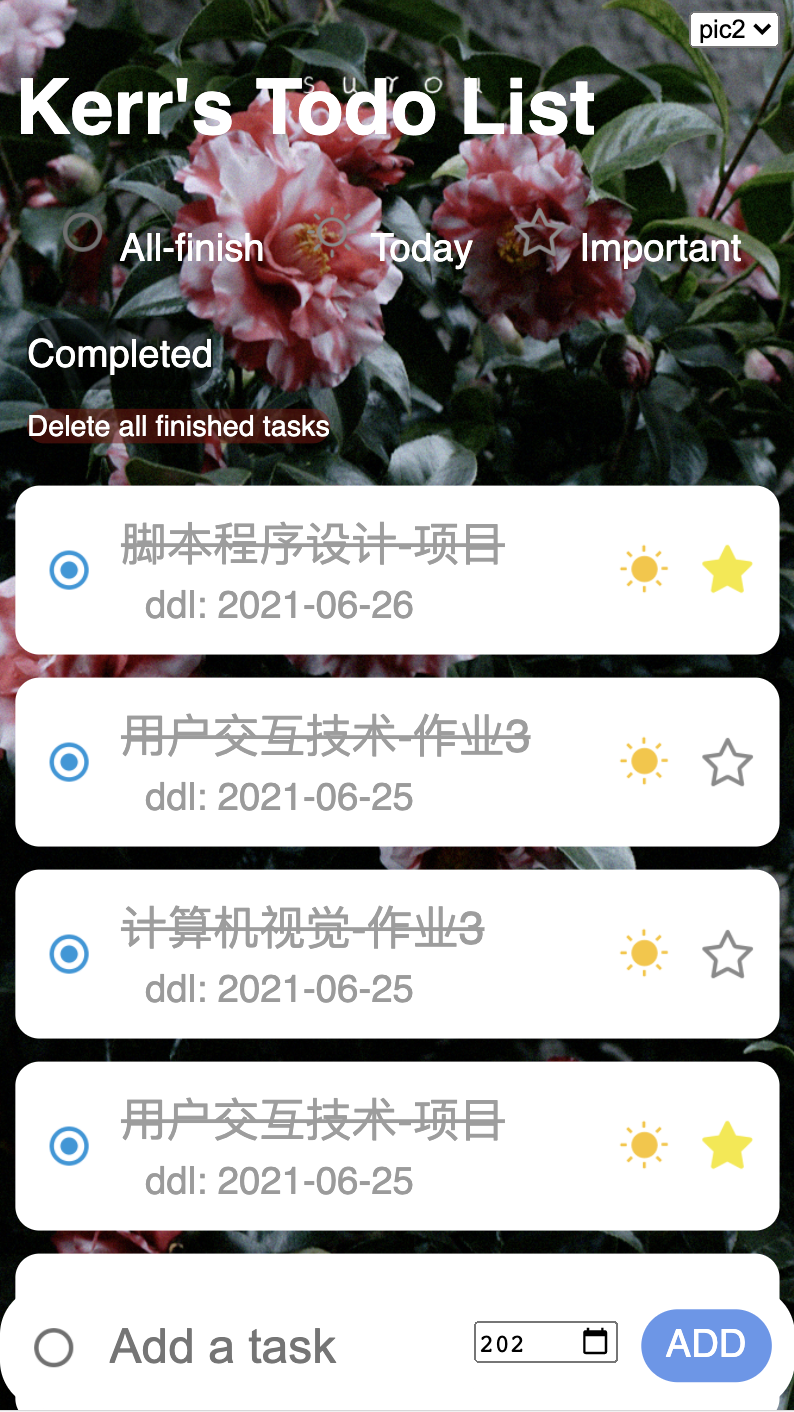 pic2
s u r o u
Kerr's Todo List
All-finish Today Important
Completed
Delete all finished tasks
脚本程序设计-项目
ddl: 2021-06-26
用户交互技术-作业3
ddl: 2021-06-25
计算机视觉-作业3
ddl: 2021-06-25
用户交互技术-项目
ddl: 2021-06-25
Add a task 202 ADD